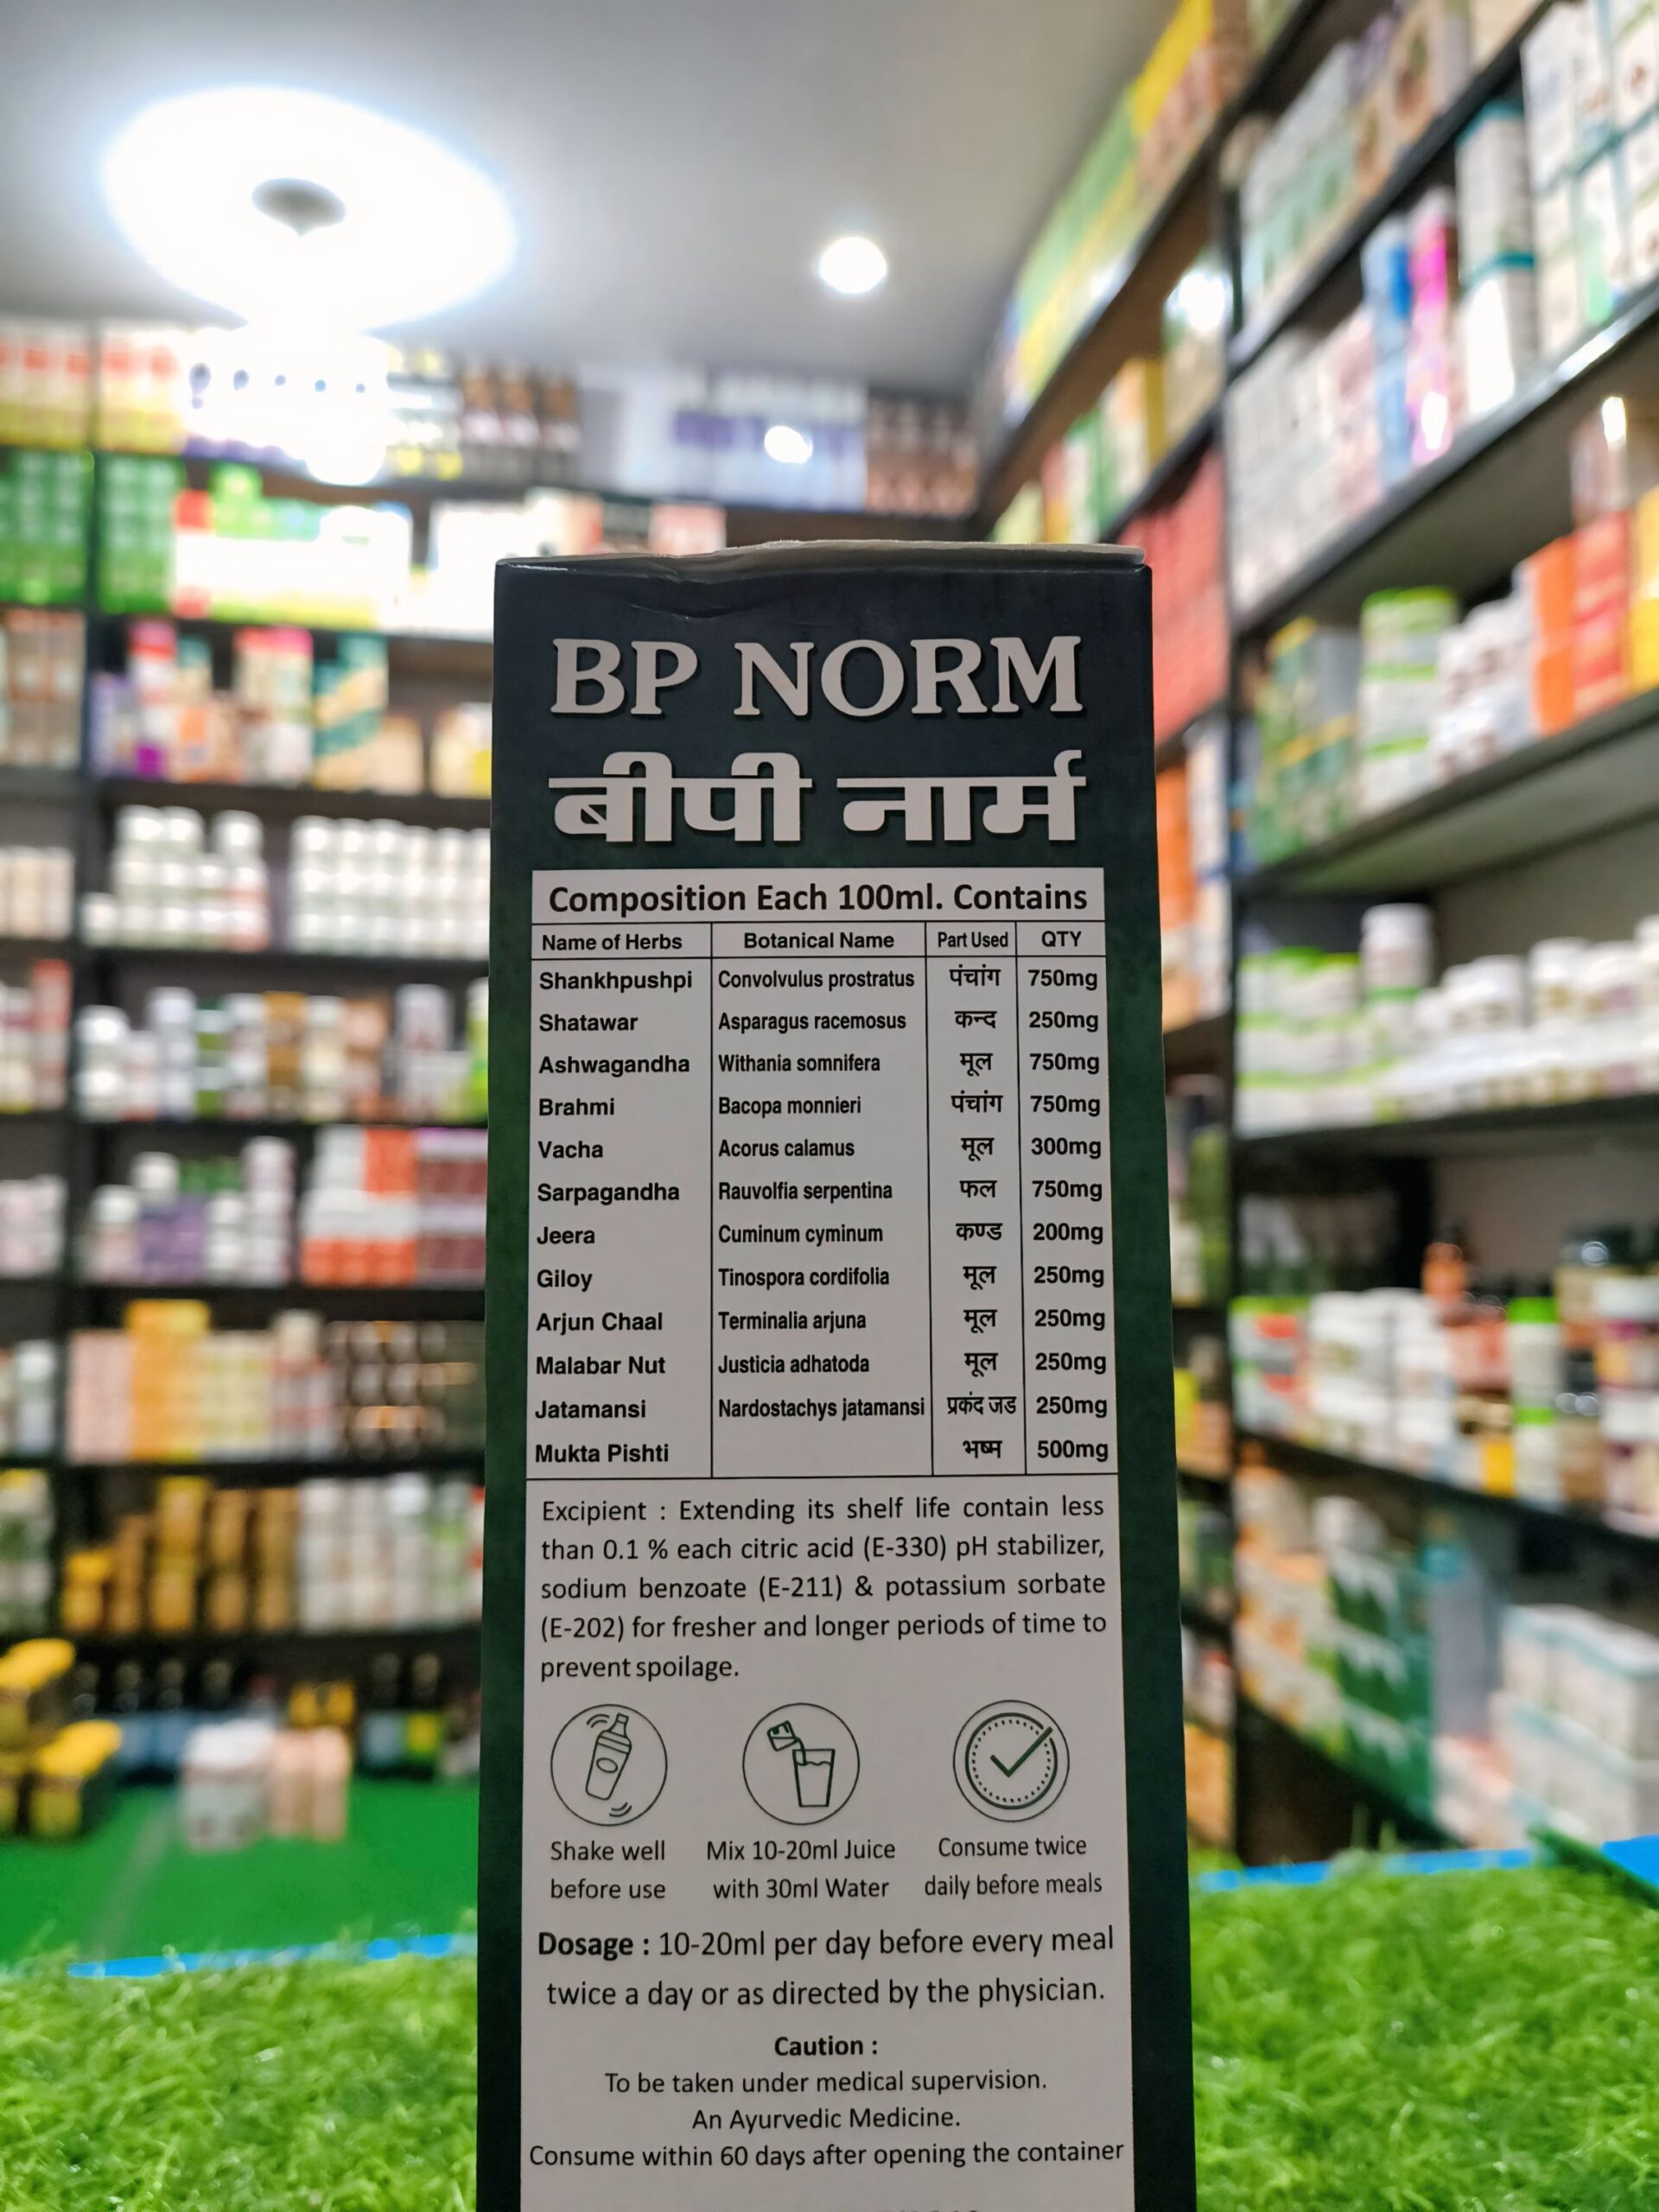 BP NORM
बीपी नार्म
Composition Each 100ml. Contains
Name of Herbs Botanical Name Part Used QTY
Shankhpushpi Convolvulus prostratus पंचांग 750mg
Shatawar Asparagus racemosus कन्द 250mg
Ashwagandha Withania somnifera मूल 750mg
Brahmi Bacopa monnieri पंचांग 750mg
Vacha Acorus calamus मूल 300mg
Sarpagandha Rauvolfia serpentina फल 750mg
Jeera Cuminum cyminum कण्ड 200mg
Giloy Tinospora cordifolia मूल 250mg
Arjun Chaal Terminalia arjuna मूल 250mg
Malabar Nut Justicia adhatoda मूल 250mg
Jatamansi Nardostachys jatamansi प्रकंद जड 250mg
Mukta Pishti भष्म 500mg
Excipient : Extending its shelf life contain less
than 0.1 % each citric acid (E-330) pH stabilizer,
sodium benzoate (E-211) & potassium sorbate
(E-202) for fresher and longer periods of time to
prevent spoilage.
Shake well Mix 10-20ml Juice Consume twice
before use with 30ml Water daily before meals
Dosage : 10-20ml per day before every meal
twice a day or as directed by the physician.
Caution :
To be taken under medical supervision.
An Ayurvedic Medicine.
Consume within 60 days after opening the container